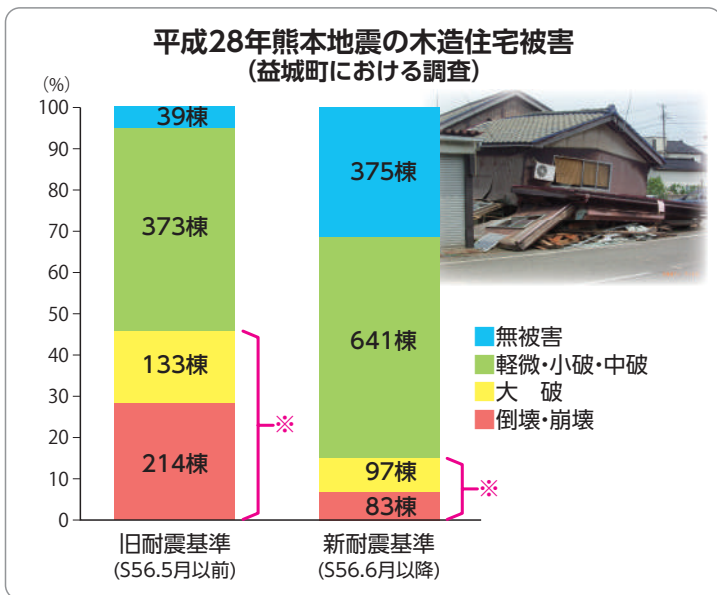 平成28年熊本地震の木造住宅被害
(益城町における調査)
(%)
100
90
80
70
60
50
40
30
20
10
0
39棟
373棟
133棟
214棟
※
375棟
641棟
97棟
83棟
※
無被害
軽微・小破・中破
大　破
倒壊・崩壊
旧耐震基準
(S56.5月以前)
新耐震基準
(S56.6月以降)